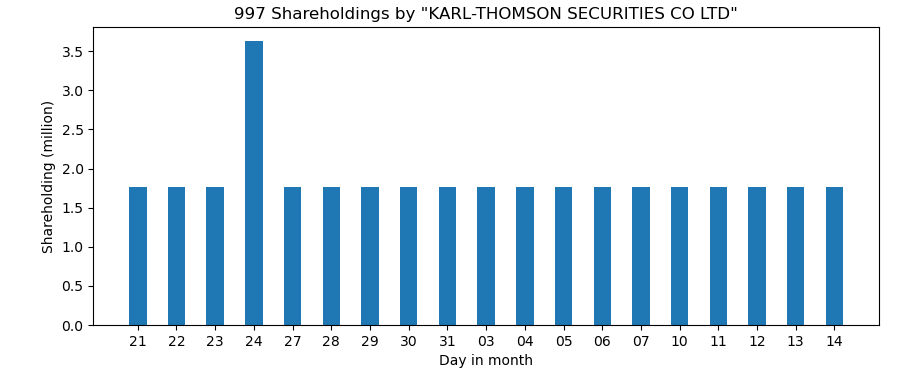 997 Shareholdings by "KARL-THOMSON SECURITIES CO LTD"
Shareholding (million)
3.5
3.0
2.5
2.0
1.5
1.0
0.5
0.0
21 22 23 24 27 28 29 30 31 03 04 05 06 07 10 11 12 13 14
Day in month